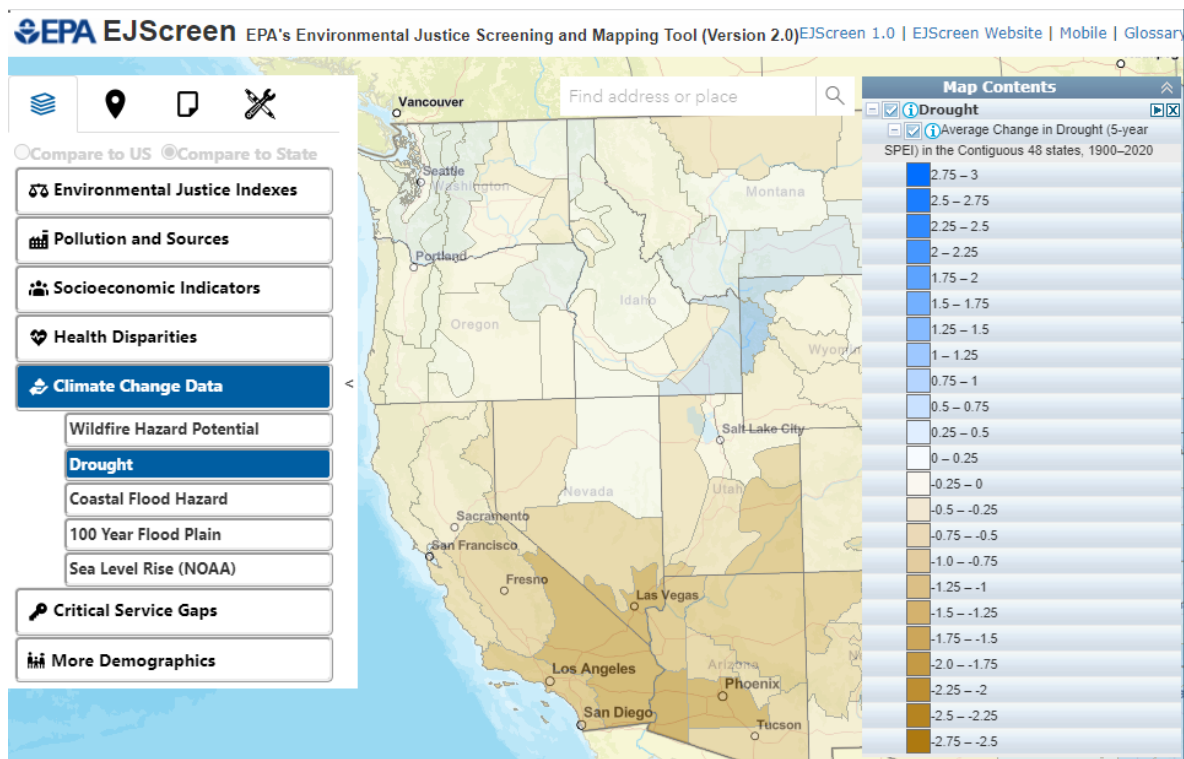 EPA EJScreen EPA's Environmental Justice Screening and Mapping Tool (Version 2.0) EJScreen 1.0 | EJScreen Website | Mobile | Glossary
Find address or place
Compare to US Compare to State
Environmental Justice Indexes
Pollution and Sources
Socioeconomic Indicators
Health Disparities
Climate Change Data
<
Wildfire Hazard Potential
Drought
Coastal Flood Hazard
100 Year Flood Plain
Sea Level Rise (NOAA)
Critical Service Gaps
More Demographics
Vancouver
Seattle
Washington
Montana
Portland
Idaho
Oregon
Salt Lake City
Nevada
Utah
Sacramento
San Francisco
Fresno
Las Vegas
Los Angeles
Arizona
Phoenix
San Diego
Tucson
Map Contents
Drought
Average Change in Drought (5-year
SPEI) in the Contiguous 48 states, 1900–2020
2.75 – 3
2.5 – 2.75
2.25 – 2.5
2 – 2.25
1.75 – 2
1.5 – 1.75
1.25 – 1.5
1 – 1.25
0.75 – 1
0.5 – 0.75
0.25 – 0.5
0 – 0.25
-0.25 – 0
-0.5 – -0.25
-0.75 – -0.5
-1.0 – -0.75
-1.25 – -1
-1.5 – -1.25
-1.75 – -1.5
-2.0 – -1.75
-2.25 – -2
-2.5 – -2.25
-2.75 – -2.5